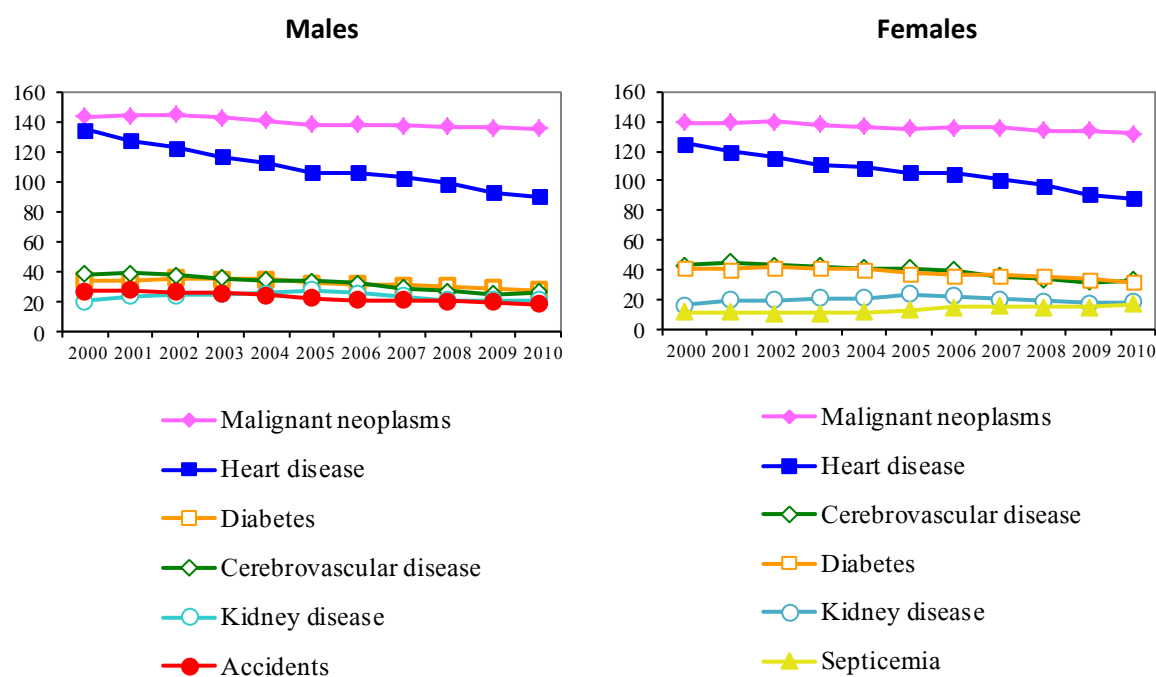 Males
160
140
120
100
80
60
40
20
0
2000 2001 2002 2003 2004 2005 2006 2007 2008 2009 2010
Malignant neoplasms
Heart disease
Diabetes
Cerebrovascular disease
Kidney disease
Accidents
Females
160
140
120
100
80
60
40
20
0
2000 2001 2002 2003 2004 2005 2006 2007 2008 2009 2010
Malignant neoplasms
Heart disease
Cerebrovascular disease
Diabetes
Kidney disease
Septicemia